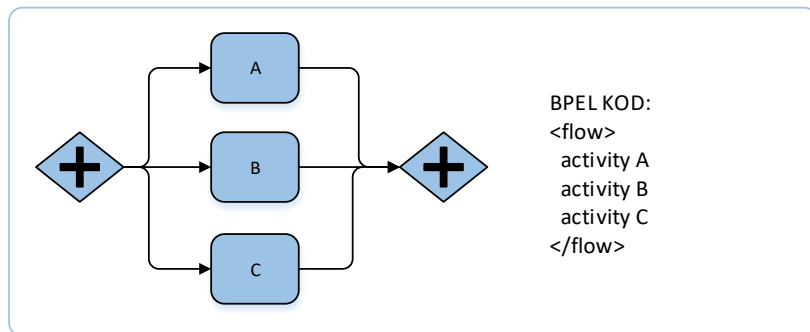 A
B
C
BPEL KOD:
<flow>
activity A
activity B
activity C
</flow>